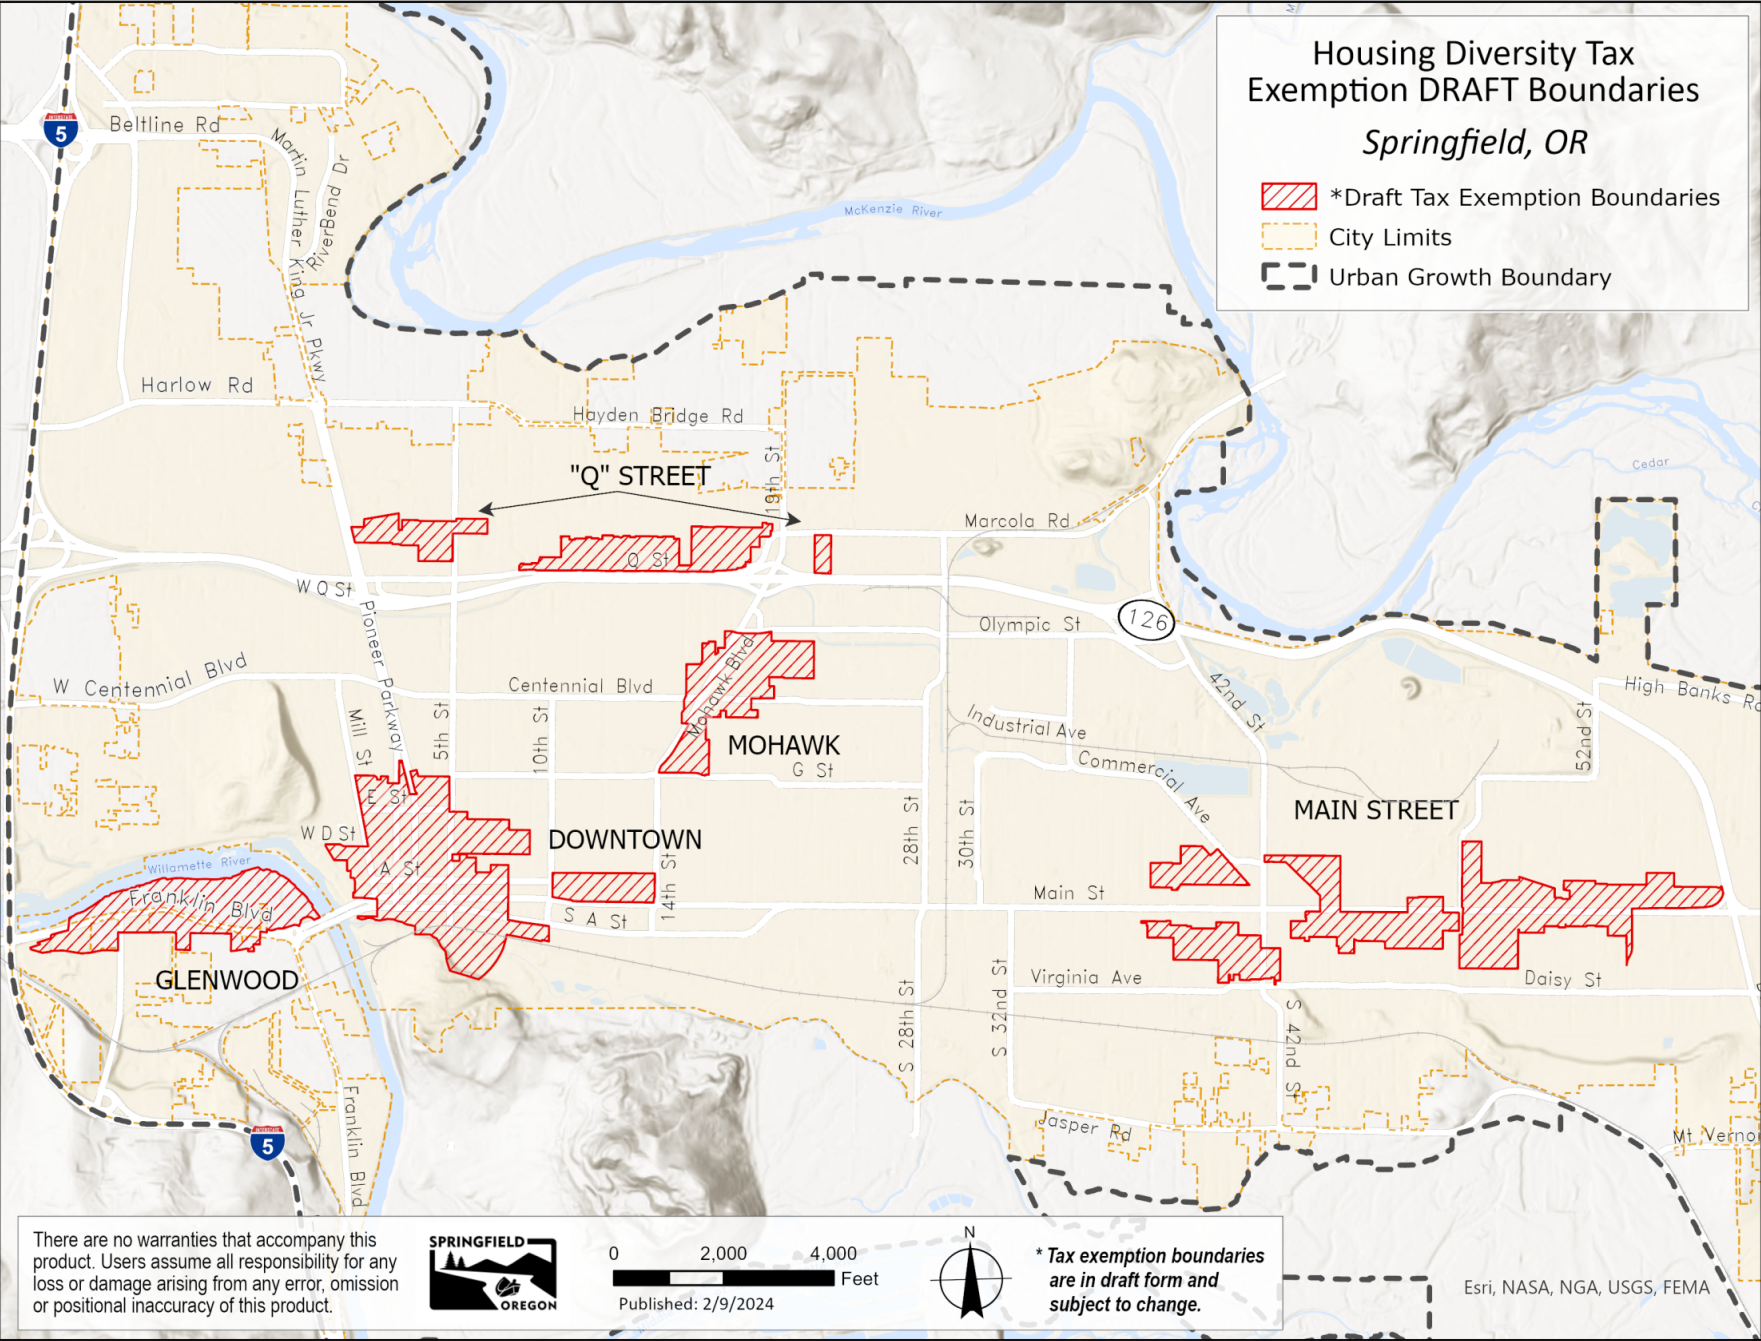 Housing Diversity Tax
Exemption DRAFT Boundaries
Springfield, OR
*Draft Tax Exemption Boundaries
City Limits
Urban Growth Boundary
INTERSTATE
5
Beltline Rd
Martin Luther King Jr Pkwy
RiverBend Dr
McKenzie River
Harlow Rd
Hayden Bridge Rd
19th St
"Q" STREET
Cedar
Marcola Rd
Q St
W Q St
Pioneer Parkway
Olympic St
126
W Centennial Blvd
Centennial Blvd
Mohawk Blvd
42nd St
High Banks Rd
52nd St
Mill St
5th St
10th St
Industrial Ave
MOHAWK
G St
Commercial Ave
E St
MAIN STREET
W D St
DOWNTOWN
28th St
30th St
Willamette River
A St
14th St
Main St
Franklin Blvd
S A St
GLENWOOD
Virginia Ave
Daisy St
S 28th St
S 32nd St
S 42nd St
Franklin Blvd
Jasper Rd
Mt Verno
INTERSTATE
5
There are no warranties that accompany this
product. Users assume all responsibility for any
loss or damage arising from any error, omission
or positional inaccuracy of this product.
SPRINGFIELD
OREGON
0 2,000 4,000
Feet
Published: 2/9/2024
N
* Tax exemption boundaries
are in draft form and
subject to change.
Esri, NASA, NGA, USGS, FEMA